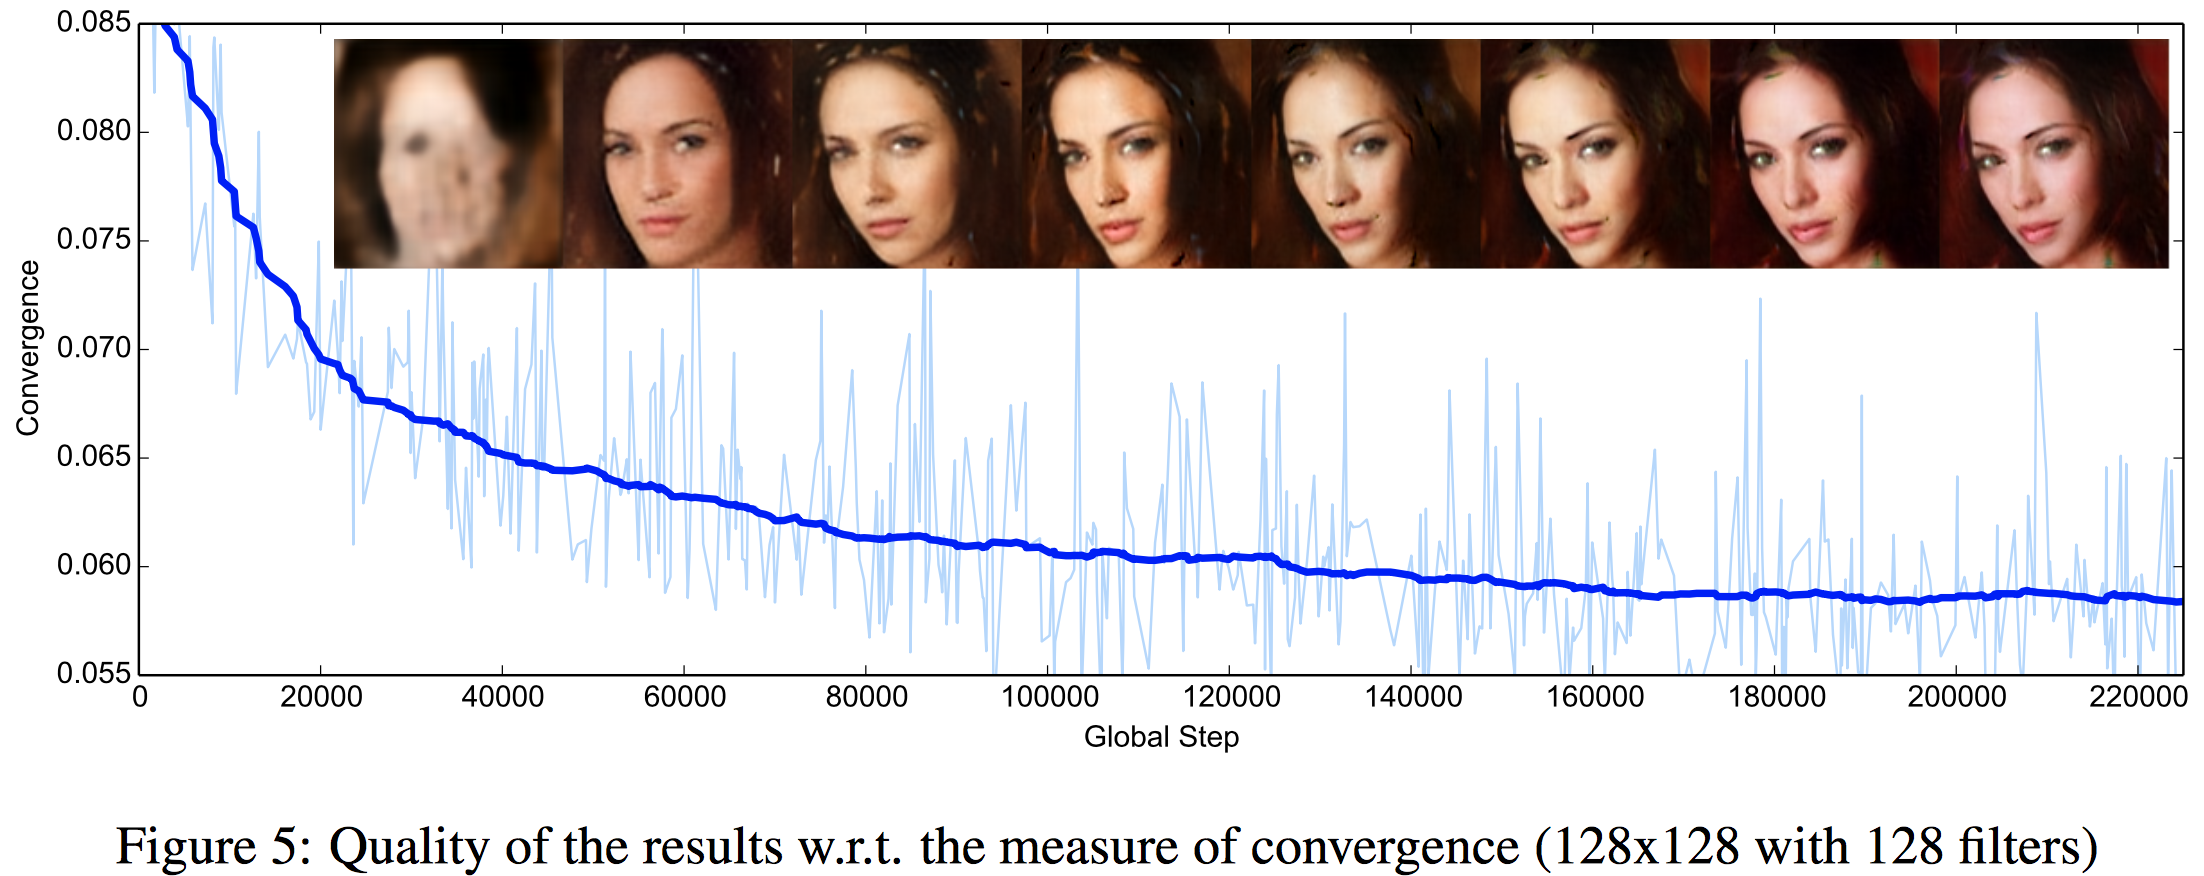 0.085
0.080
0.075
0.070
0.065
0.060
0.055
Convergence
0 20000 40000 60000 80000 100000 120000 140000 160000 180000 200000 220000
Global Step
Figure 5: Quality of the results w.r.t. the measure of convergence (128x128 with 128 filters)